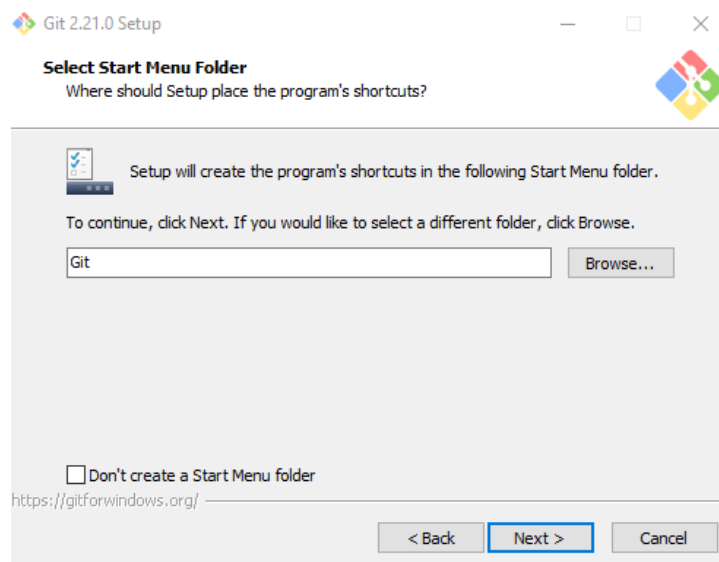 Git 2.21.0 Setup
Select Start Menu Folder
Where should Setup place the program's shortcuts?
Setup will create the program's shortcuts in the following Start Menu folder.
To continue, click Next. If you would like to select a different folder, click Browse.
Git
Browse...
Don't create a Start Menu folder
https://gitforwindows.org/
< Back
Next >
Cancel